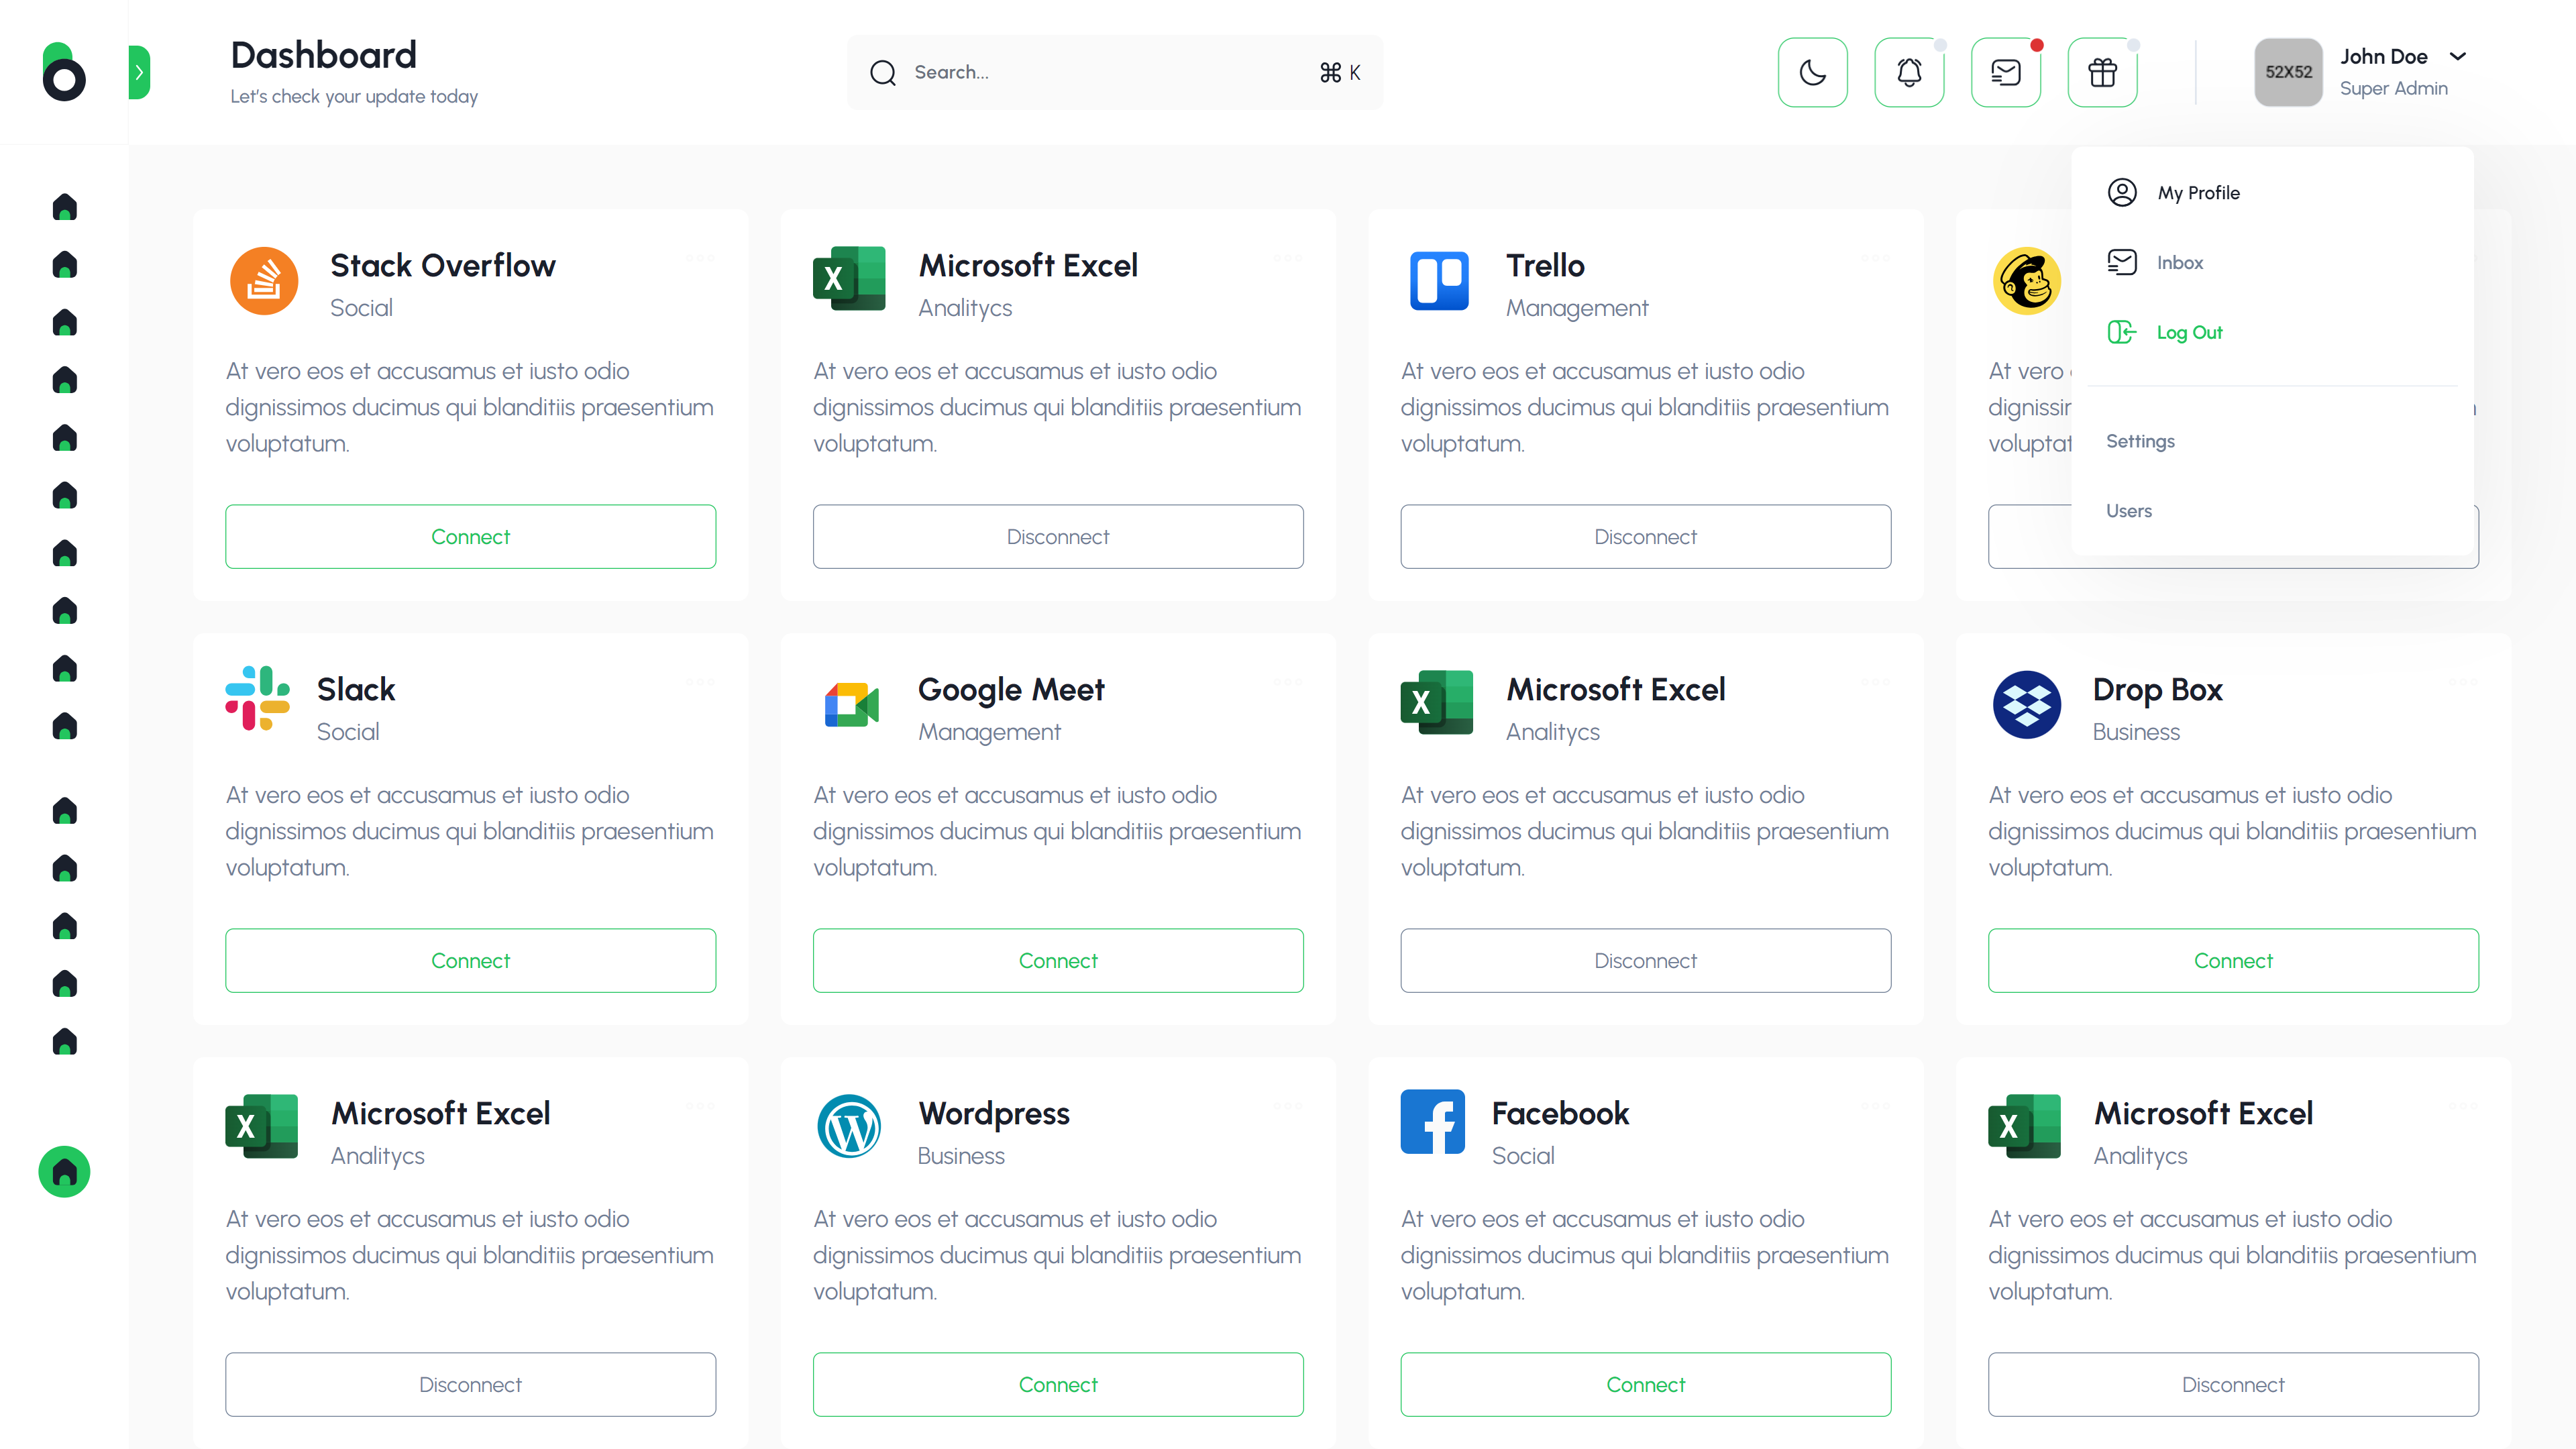 Dashboard
Let's check your update today
Search...
⌘ K
52X52
John Doe
Super Admin
My Profile
Inbox
Log Out
Settings
Users
Stack Overflow
Social
At vero eos et accusamus et iusto odio
dignissimos ducimus qui blanditiis praesentium
voluptatum.
Connect
Microsoft Excel
Analitycs
At vero eos et accusamus et iusto odio
dignissimos ducimus qui blanditiis praesentium
voluptatum.
Disconnect
Trello
Management
At vero eos et accusamus et iusto odio
dignissimos ducimus qui blanditiis praesentium
voluptatum.
Disconnect
At vero
Slack
Social
At vero eos et accusamus et iusto odio
dignissimos ducimus qui blanditiis praesentium
voluptatum.
Connect
Google Meet
Management
At vero eos et accusamus et iusto odio
dignissimos ducimus qui blanditiis praesentium
voluptatum.
Connect
Microsoft Excel
Analitycs
At vero eos et accusamus et iusto odio
dignissimos ducimus qui blanditiis praesentium
voluptatum.
Disconnect
Drop Box
Business
At vero eos et accusamus et iusto odio
dignissimos ducimus qui blanditiis praesentium
voluptatum.
Connect
Microsoft Excel
Analitycs
At vero eos et accusamus et iusto odio
dignissimos ducimus qui blanditiis praesentium
voluptatum.
Disconnect
Wordpress
Business
At vero eos et accusamus et iusto odio
dignissimos ducimus qui blanditiis praesentium
voluptatum.
Connect
Facebook
Social
At vero eos et accusamus et iusto odio
dignissimos ducimus qui blanditiis praesentium
voluptatum.
Connect
Microsoft Excel
Analitycs
At vero eos et accusamus et iusto odio
dignissimos ducimus qui blanditiis praesentium
voluptatum.
Disconnect